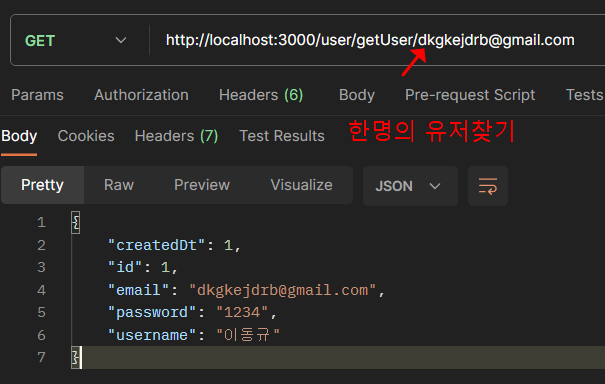 GET http://localhost:3000/user/getUser/dkgkejdrb@gmail.com
Params Authorization Headers (6) Body Pre-request Script Tests
Body Cookies Headers (7) Test Results 한명의 유저찾기
Pretty Raw Preview Visualize JSON
1 {
2 "createdDt": 1,
3 "id": 1,
4 "email": "dkgkejdrb@gmail.com",
5 "password": "1234",
6 "username": "이동규"
7 }